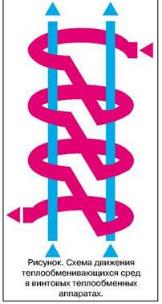 Рисунок. Схема движения
теплообменивающихся сред
в винтовых теплообменных
аппаратах.